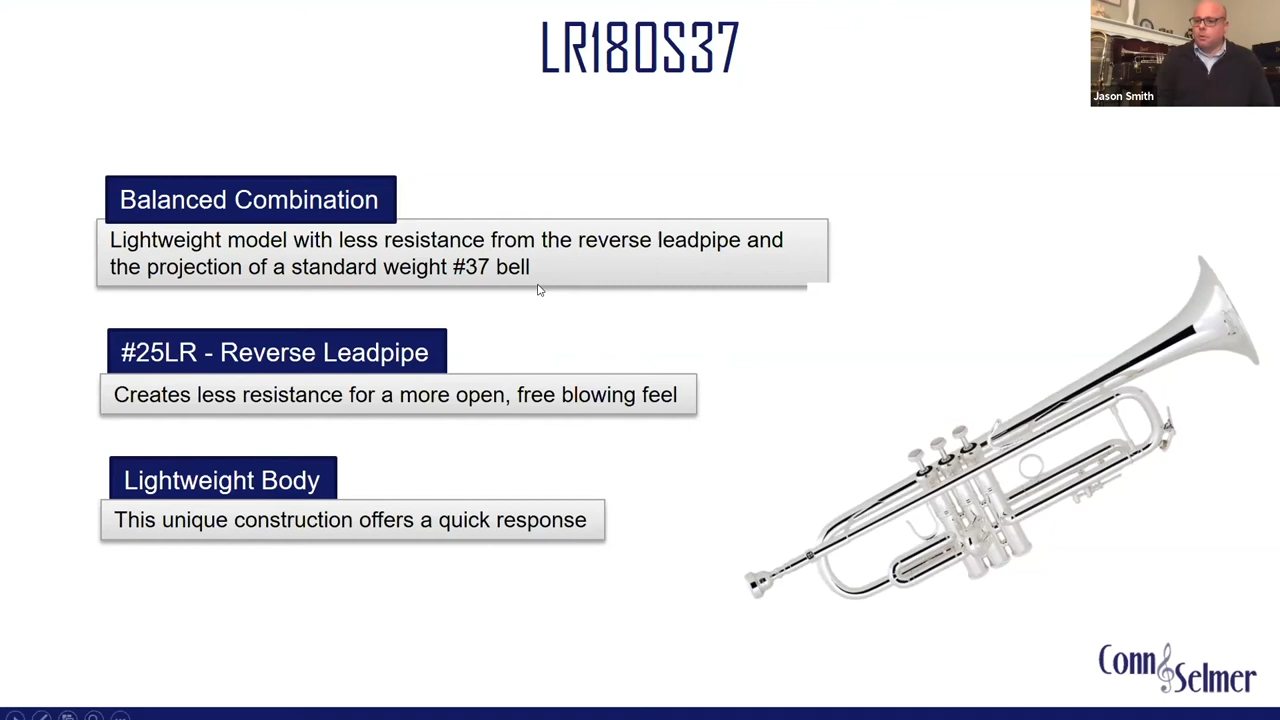 LR180S37
Jason Smith
Balanced Combination
Lightweight model with less resistance from the reverse leadpipe and
the projection of a standard weight #37 bell
#25LR - Reverse Leadpipe
Creates less resistance for a more open, free blowing feel
Lightweight Body
This unique construction offers a quick response
Conn
Selmer